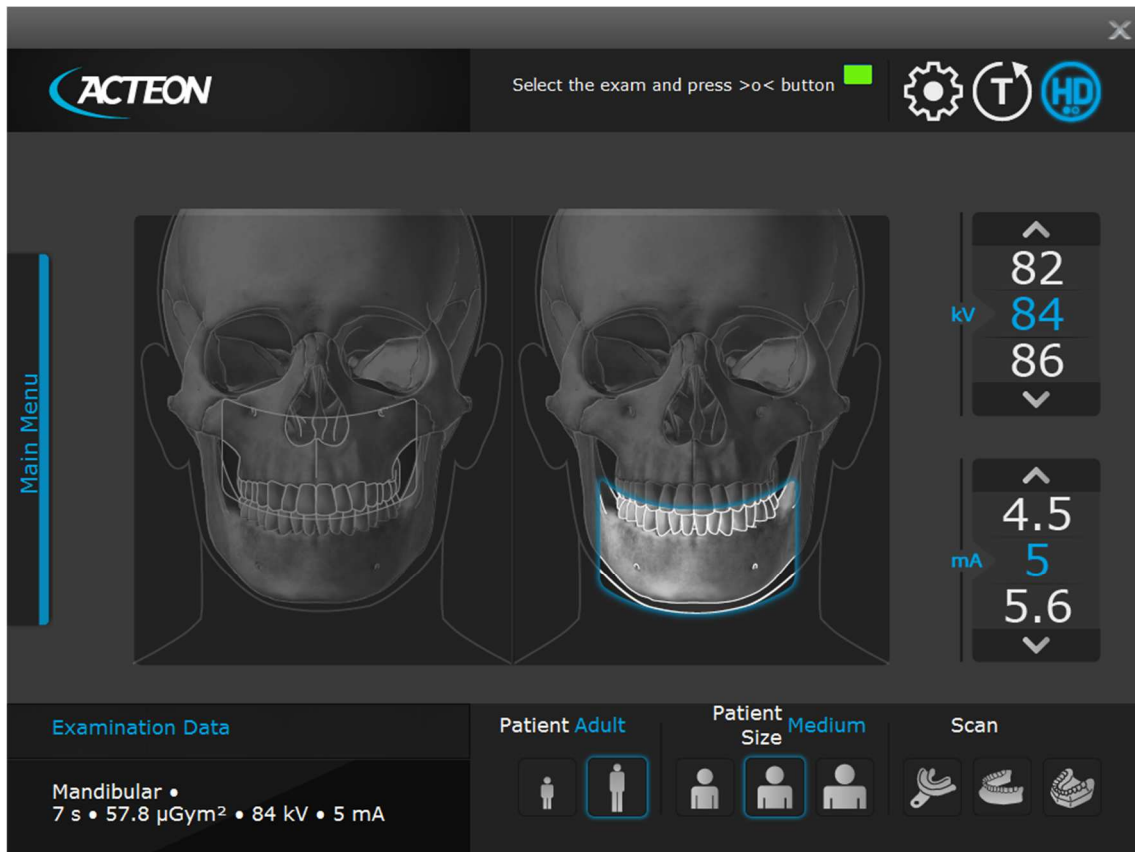 ACTEON
Select the exam and press >o< button
T
HD
Main Menu
kV
82
84
86
mA
4.5
5
5.6
Examination Data
Mandibular •
7 s • 57.8 µGym² • 84 kV • 5 mA
Patient Adult
Patient Size Medium
Scan